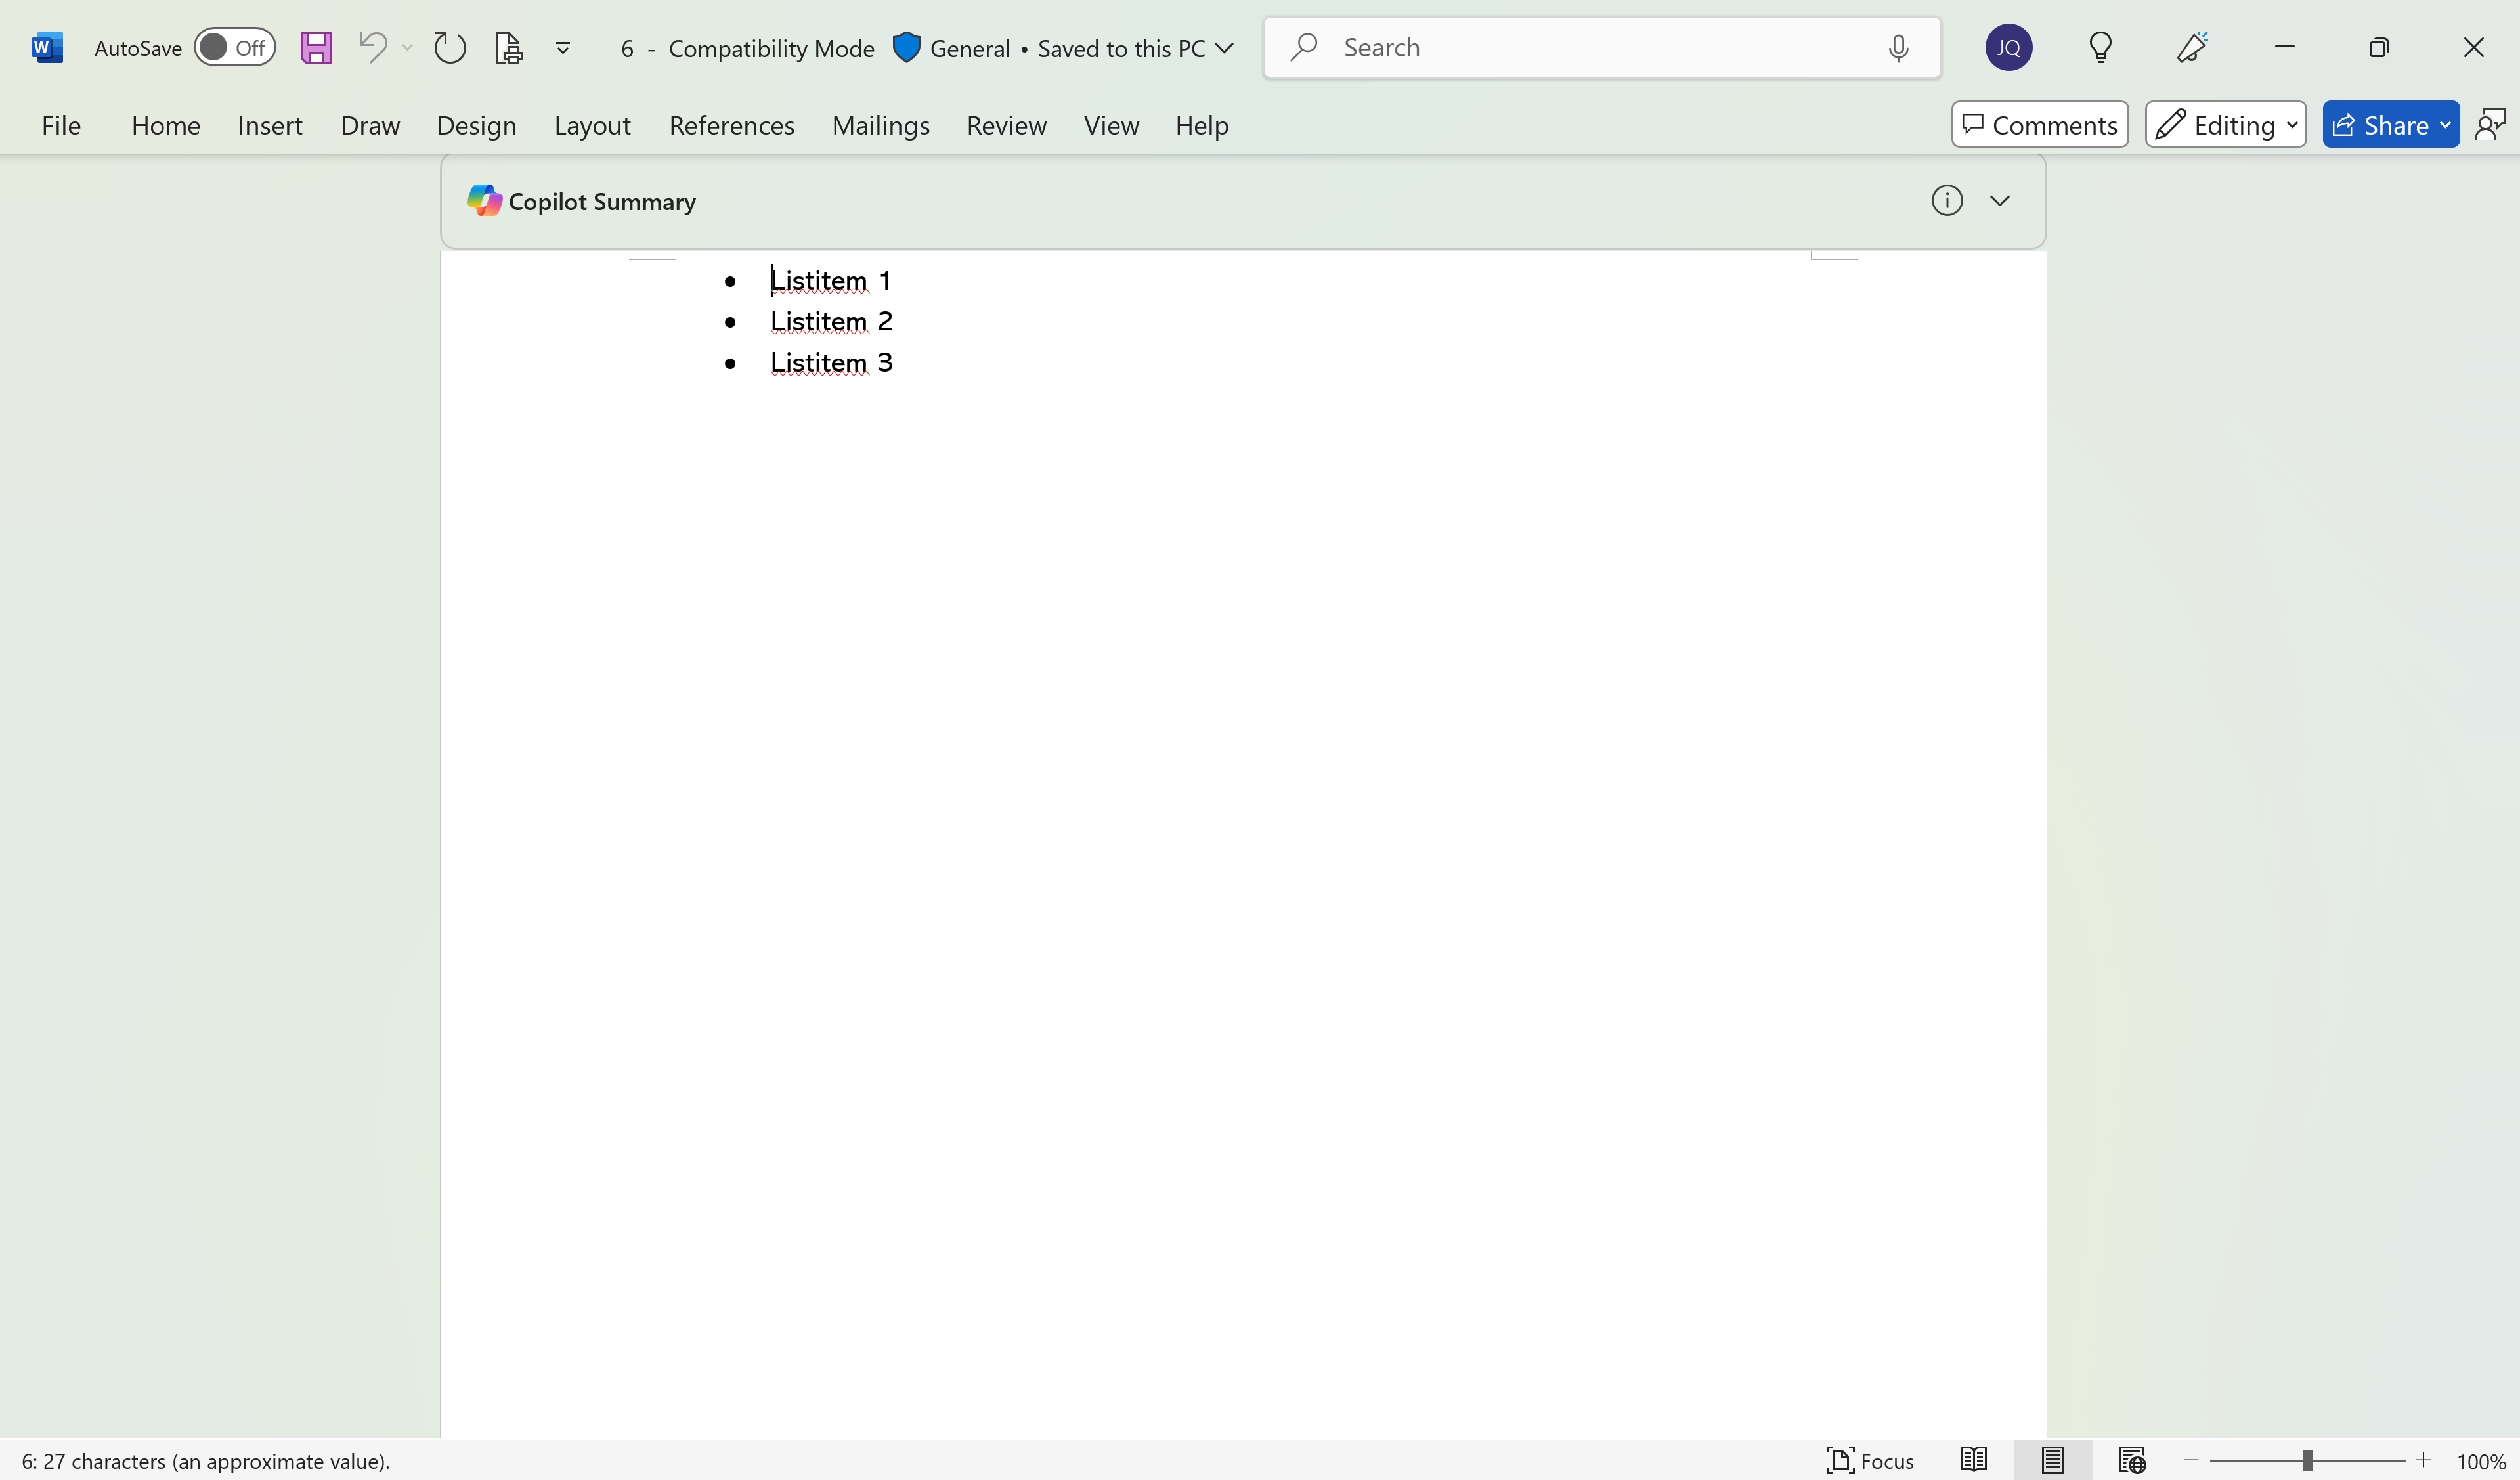 AutoSave Off 6 - Compatibility Mode General • Saved to this PC Search JQ
File Home Insert Draw Design Layout References Mailings Review View Help Comments Editing Share
Copilot Summary
• Listitem 1
• Listitem 2
• Listitem 3
6: 27 characters (an approximate value). Focus 100%